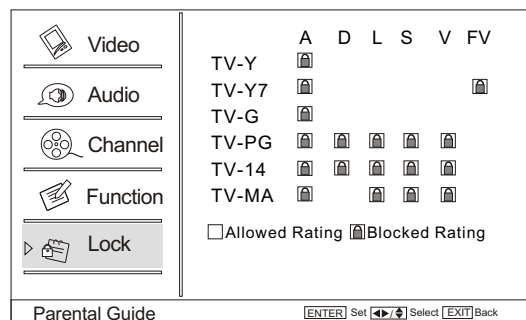 Video
Audio
Channel
Function
Lock
A D L S V FV
TV-Y
TV-Y7
TV-G
TV-PG
TV-14
TV-MA
Allowed Rating Blocked Rating
Parental Guide
ENTER Set / Select EXIT Back